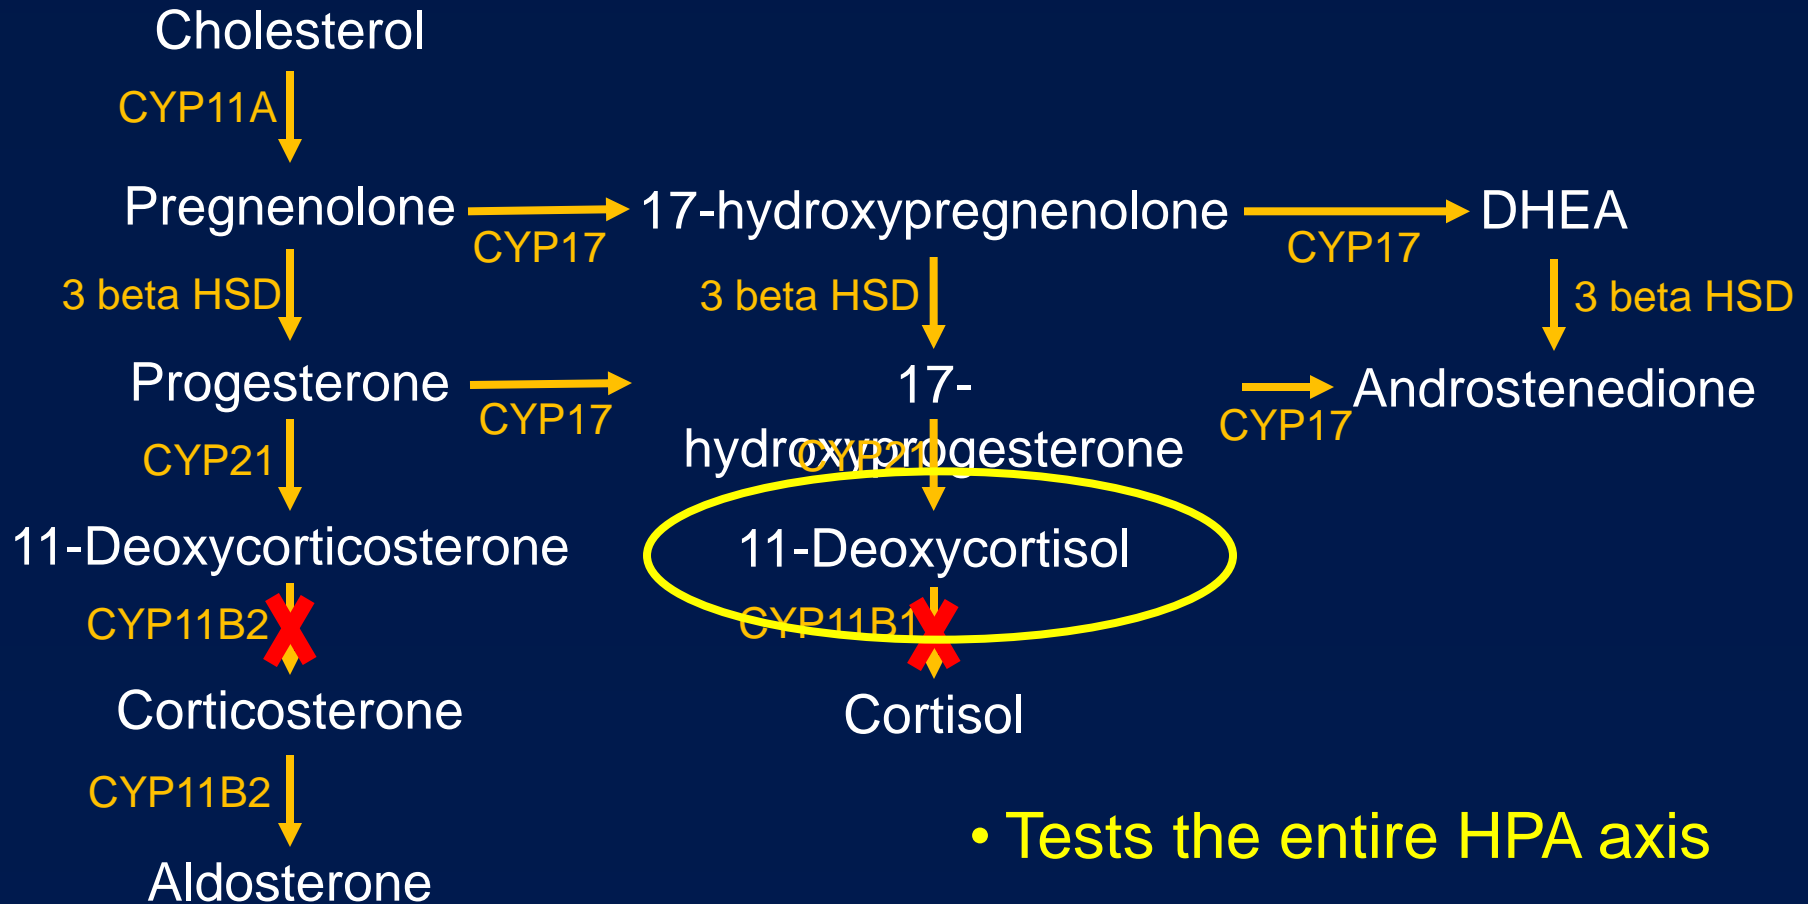 Cholesterol
CYP11A
Pregnenolone
17-hydroxypregnenolone
DHEA
CYP17
CYP17
3 beta HSD
3 beta HSD
3 beta HSD
Progesterone
17-
hydroxyprogesterone
Androstenedione
CYP17
CYP17
CYP21
CYP21
11-Deoxycorticosterone
11-Deoxycortisol
CYP11B2
CYP11B1
Corticosterone
Cortisol
CYP11B2
• Tests the entire HPA axis
Aldosterone